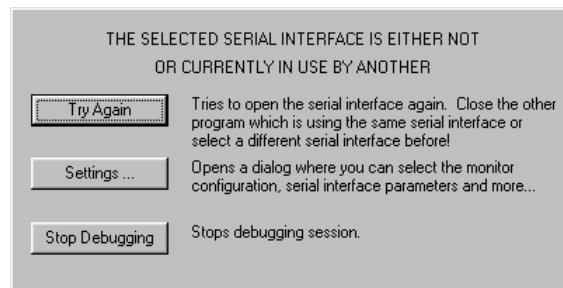 THE SELECTED SERIAL INTERFACE IS EITHER NOT
OR CURRENTLY IN USE BY ANOTHER
Try Again
Tries to open the serial interface again. Close the other
program which is using the same serial interface or
select a different serial interface before!
Settings ...
Opens a dialog where you can select the monitor
configuration, serial interface parameters and more...
Stop Debugging
Stops debugging session.